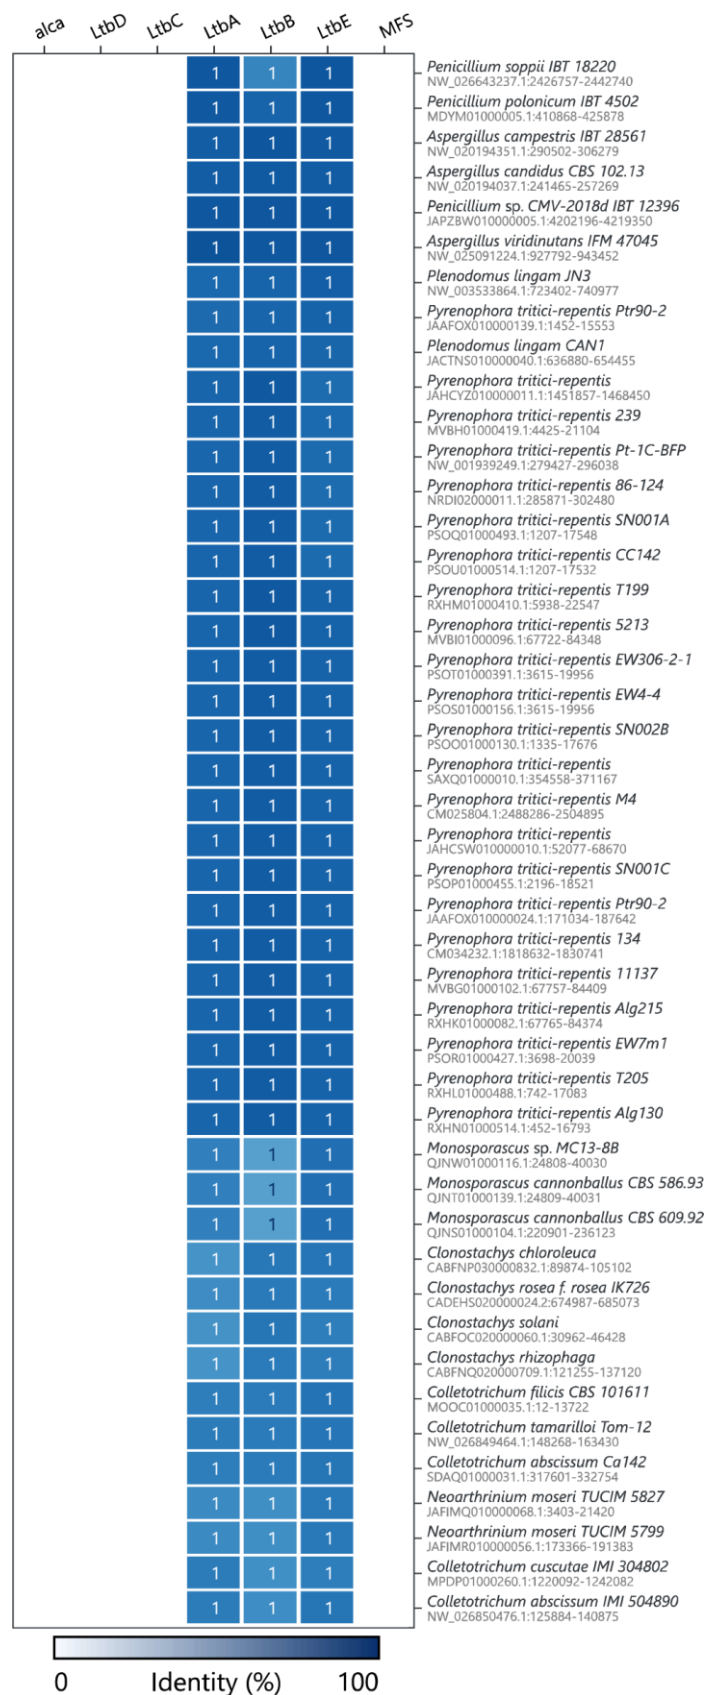 alca LtbD LtbC LtbA LtbB LtbE MFS
1 1 1 Penicillium soppii IBT 18220
NW_026643237.1:2426757-2442740
1 1 1 Penicillium polonicum IBT 4502
MDYM01000005.1:410868-425878
1 1 1 Aspergillus campestris IBT 28561
NW_020194351.1:290502-306279
1 1 1 Aspergillus candidus CBS 102.13
NW_020194037.1:241465-257269
1 1 1 Penicillium sp. CMV-2018d IBT 12396
JAPZBW010000005.1:4202196-4219350
1 1 1 Aspergillus viridinutans IFM 47045
NW_025091224.1:927792-943452
1 1 1 Plenodomus lingam JN3
NW_003533864.1:723402-740977
1 1 1 Pyrenophora tritici-repentis Ptr90-2
JAAFOX010000139.1:1452-15553
1 1 1 Plenodomus lingam CAN1
JACTNS010000040.1:636880-654455
1 1 1 Pyrenophora tritici-repentis
JAHCYZ010000011.1:1451857-1468450
1 1 1 Pyrenophora tritici-repentis 239
MVBH01000419.1:4425-21104
1 1 1 Pyrenophora tritici-repentis Pt-1C-BFP
NW_001939249.1:279427-296038
1 1 1 Pyrenophora tritici-repentis 86-124
NRDI02000011.1:285871-302480
1 1 1 Pyrenophora tritici-repentis SN001A
PSOQ01000493.1:1207-17548
1 1 1 Pyrenophora tritici-repentis CC142
PSOU01000514.1:1207-17532
1 1 1 Pyrenophora tritici-repentis T199
RXHM01000410.1:5938-22547
1 1 1 Pyrenophora tritici-repentis 5213
MVBI01000096.1:67722-84348
1 1 1 Pyrenophora tritici-repentis EW306-2-1
PSOT01000391.1:3615-19956
1 1 1 Pyrenophora tritici-repentis EW4-4
PSOS01000156.1:3615-19956
1 1 1 Pyrenophora tritici-repentis SN002B
PSOO01000130.1:1335-17676
1 1 1 Pyrenophora tritici-repentis
SAXQ01000010.1:354558-371167
1 1 1 Pyrenophora tritici-repentis M4
CM025804.1:2488286-2504895
1 1 1 Pyrenophora tritici-repentis
JAHCSW010000010.1:52077-68670
1 1 1 Pyrenophora tritici-repentis SN001C
PSOP01000455.1:2196-18521
1 1 1 Pyrenophora tritici-repentis Ptr90-2
JAAFOX010000024.1:171034-187642
1 1 1 Pyrenophora tritici-repentis 134
CM034232.1:1818632-1830741
1 1 1 Pyrenophora tritici-repentis 11137
MVBG01000102.1:67757-84409
1 1 1 Pyrenophora tritici-repentis Alg215
RXHK01000082.1:67765-84374
1 1 1 Pyrenophora tritici-repentis EW7m1
PSOR01000427.1:3698-20039
1 1 1 Pyrenophora tritici-repentis T205
RXHL01000488.1:742-17083
1 1 1 Pyrenophora tritici-repentis Alg130
RXHN01000514.1:452-16793
1 1 1 Monosporascus sp. MC13-8B
QJNW01000116.1:24808-40030
1 1 1 Monosporascus cannonballus CBS 586.93
QJNT01000139.1:24809-40031
1 1 1 Monosporascus cannonballus CBS 609.92
QJNS01000104.1:220901-236123
1 1 1 Clonostachys chloroleuca
CABFNP030000832.1:89874-105102
1 1 1 Clonostachys rosea f. rosea IK726
CADEHS020000024.2:674987-685073
1 1 1 Clonostachys solani
CABFOC020000060.1:30962-46428
1 1 1 Clonostachys rhizophaga
CABFNQ020000709.1:121255-137120
1 1 1 Colletotrichum filicis CBS 101611
MOOC01000035.1:12-13722
1 1 1 Colletotrichum tamarilloi Tom-12
NW_026849464.1:148268-163430
1 1 1 Colletotrichum abscissum Ca142
SDAQ01000031.1:317601-332754
1 1 1 Neoarthrinium moseri TUCIM 5827
JAFIMQ010000068.1:3403-21420
1 1 1 Neoarthrinium moseri TUCIM 5799
JAFIMR010000056.1:173366-191383
1 1 1 Colletotrichum cuscutae IMI 304802
MPDP01000260.1:1220092-1242082
1 1 1 Colletotrichum abscissum IMI 504890
NW_026850476.1:125884-140875
0 Identity (%) 100